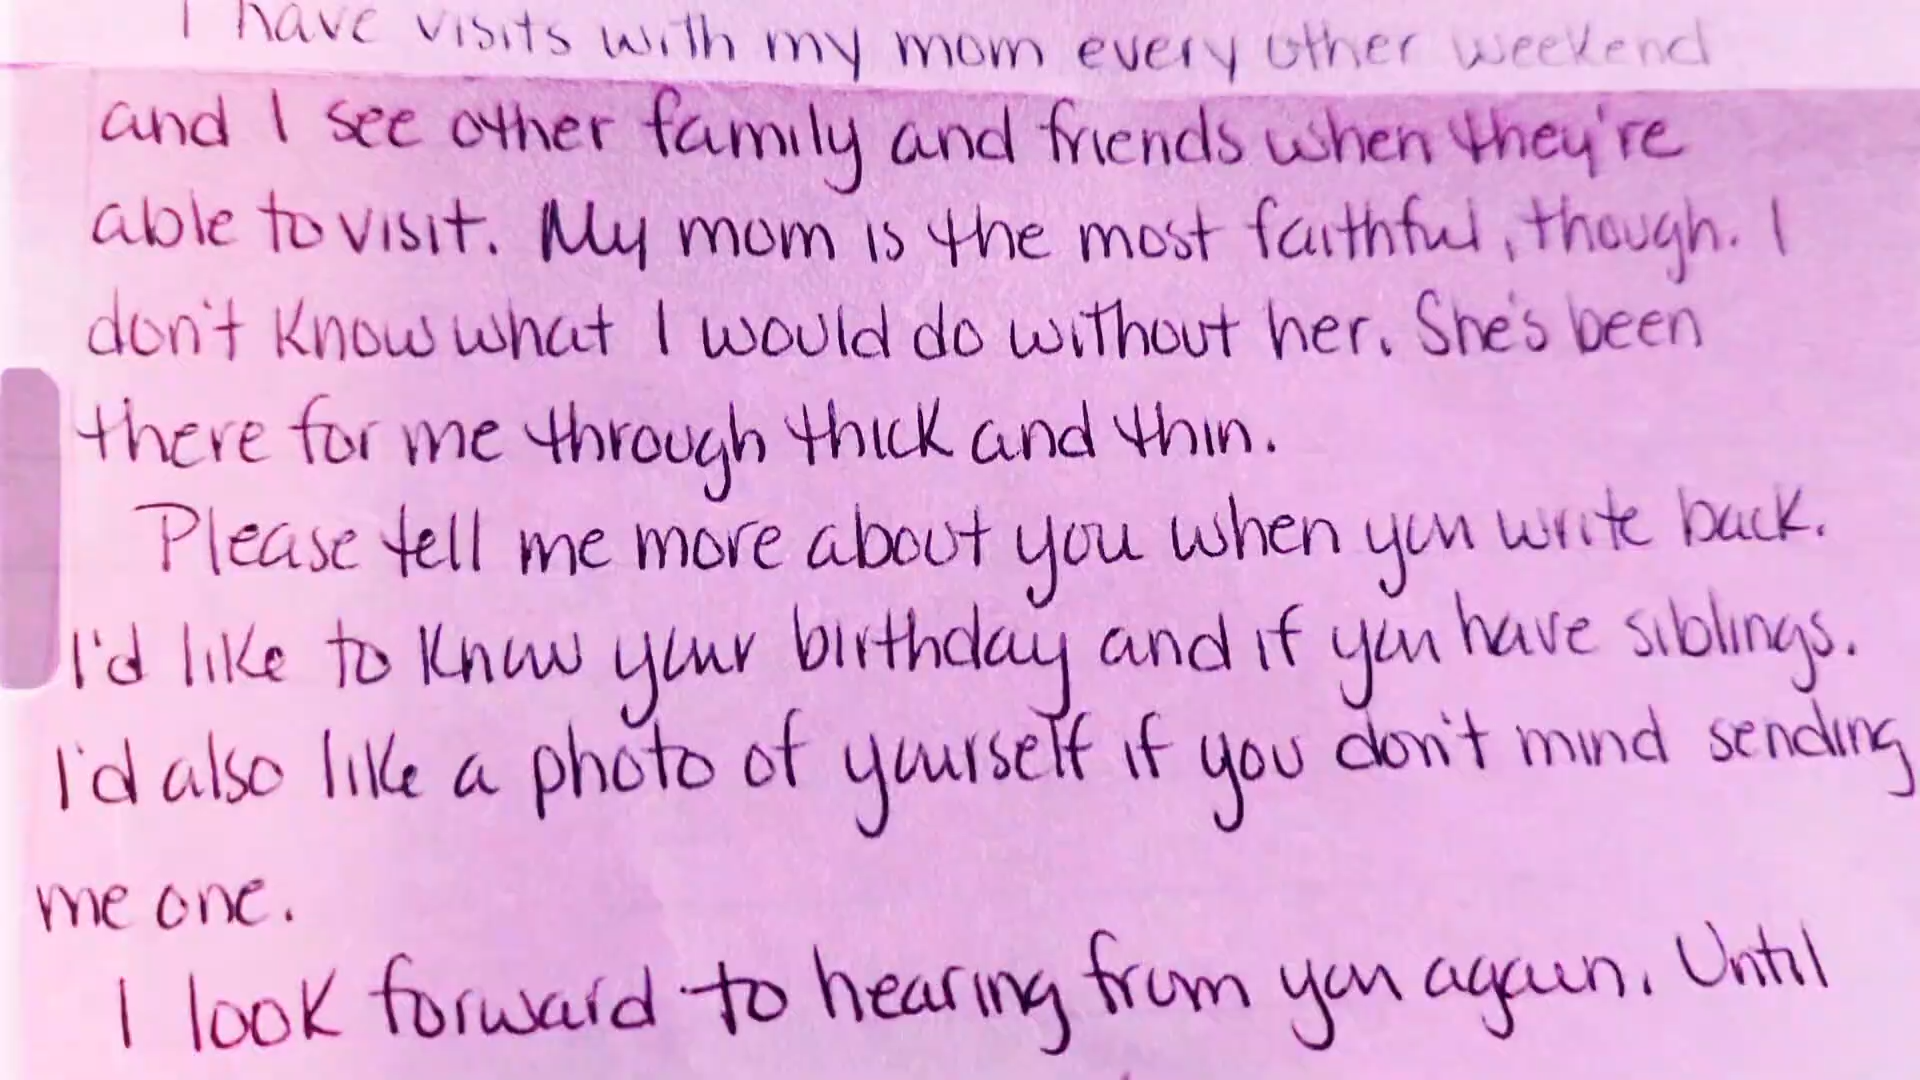 I have visits with my mom every other weekend
and I see other family and friends when they're
able to visit. My mom is the most faithful, though. I
don't know what I would do without her. She's been
there for me through thick and thin.
Please tell me more about you when you write back.
I'd like to know your birthday and if you have siblings.
I'd also like a photo of yourself if you don't mind sending
me one.
I look forward to hearing from you again. Until